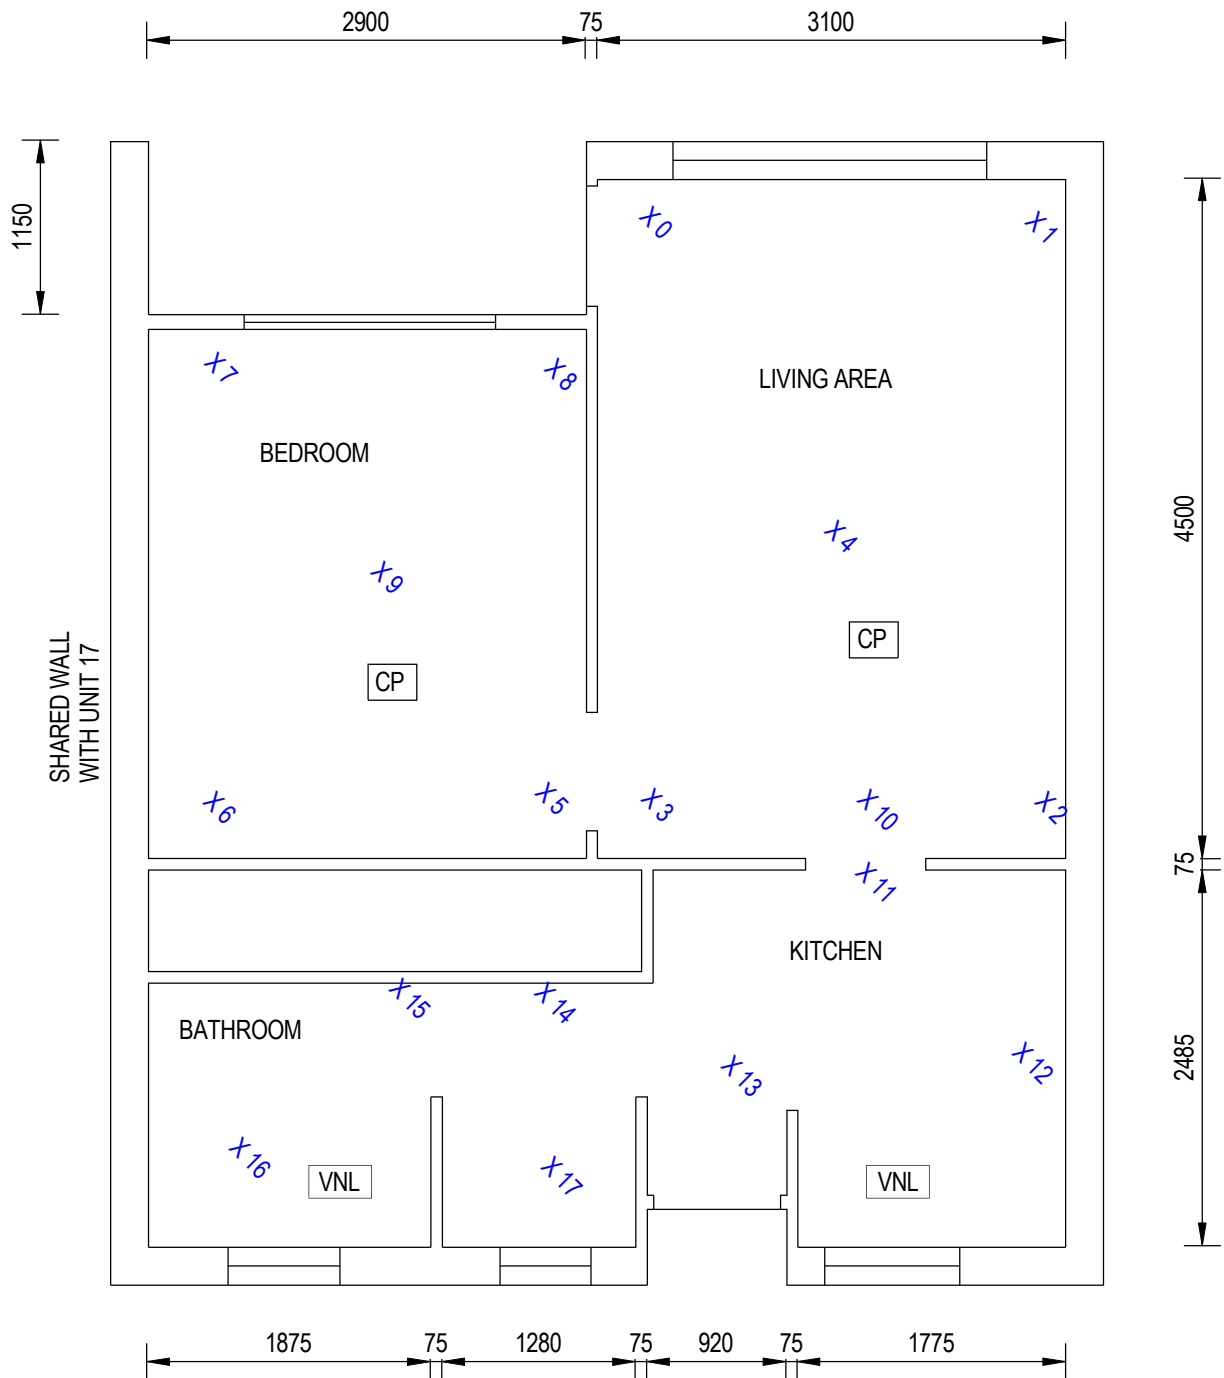 2900 75 3100
1150
X0 X1
X7 X8
LIVING AREA
BEDROOM
4500
X4
X9
CP
CP
SHARED WALL
WITH UNIT 17
X6 X5 X3 X10 X2
75
X11
KITCHEN
X15 X14
BATHROOM
2485
X13 X12
X16 X17
VNL VNL
1875 75 1280 75 920 75 1775